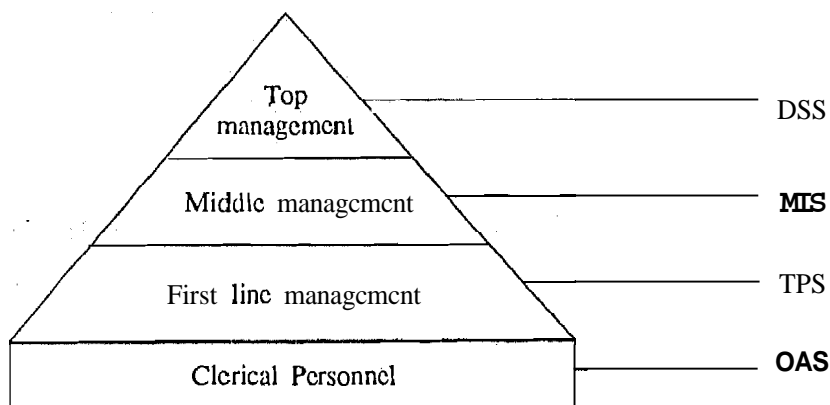 Top
management
DSS
Middle management
MIS
First line management
TPS
Clerical Personnel
OAS